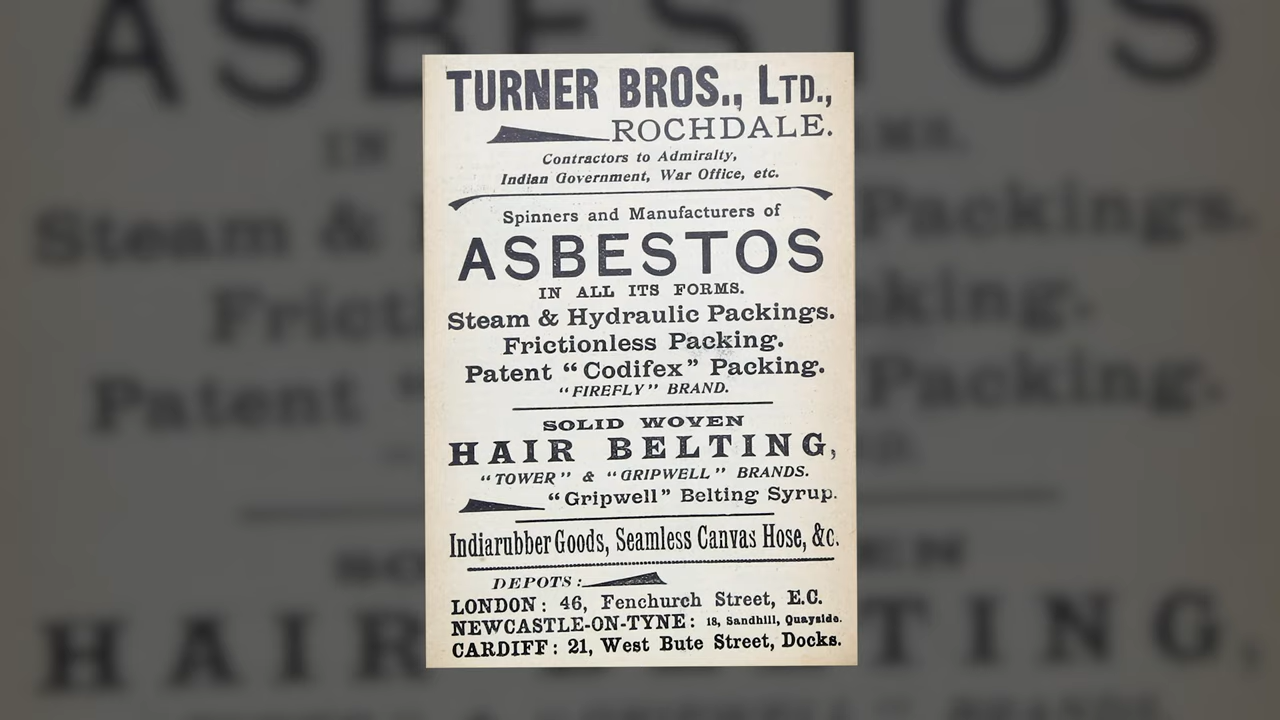 TURNER BROS., LTD.,
ROCHDALE.
Contractors to Admiralty,
Indian Government, War Office, etc.
Spinners and Manufacturers of
ASBESTOS
IN ALL ITS FORMS.
Steam & Hydraulic Packings.
Frictionless Packing.
Patent “Codifex” Packing.
“FIREFLY” BRAND.
SOLID WOVEN
HAIR BELTING,
“TOWER” & “GRIPWELL” BRANDS.
“Gripwell” Belting Syrup.
Indiarubber Goods, Seamless Canvas Hose, &c.
DEPOTS:
LONDON: 46, Fenchurch Street, E.C.
NEWCASTLE-ON-TYNE: 18, Sandhill, Quayside.
CARDIFF: 21, West Bute Street, Docks.